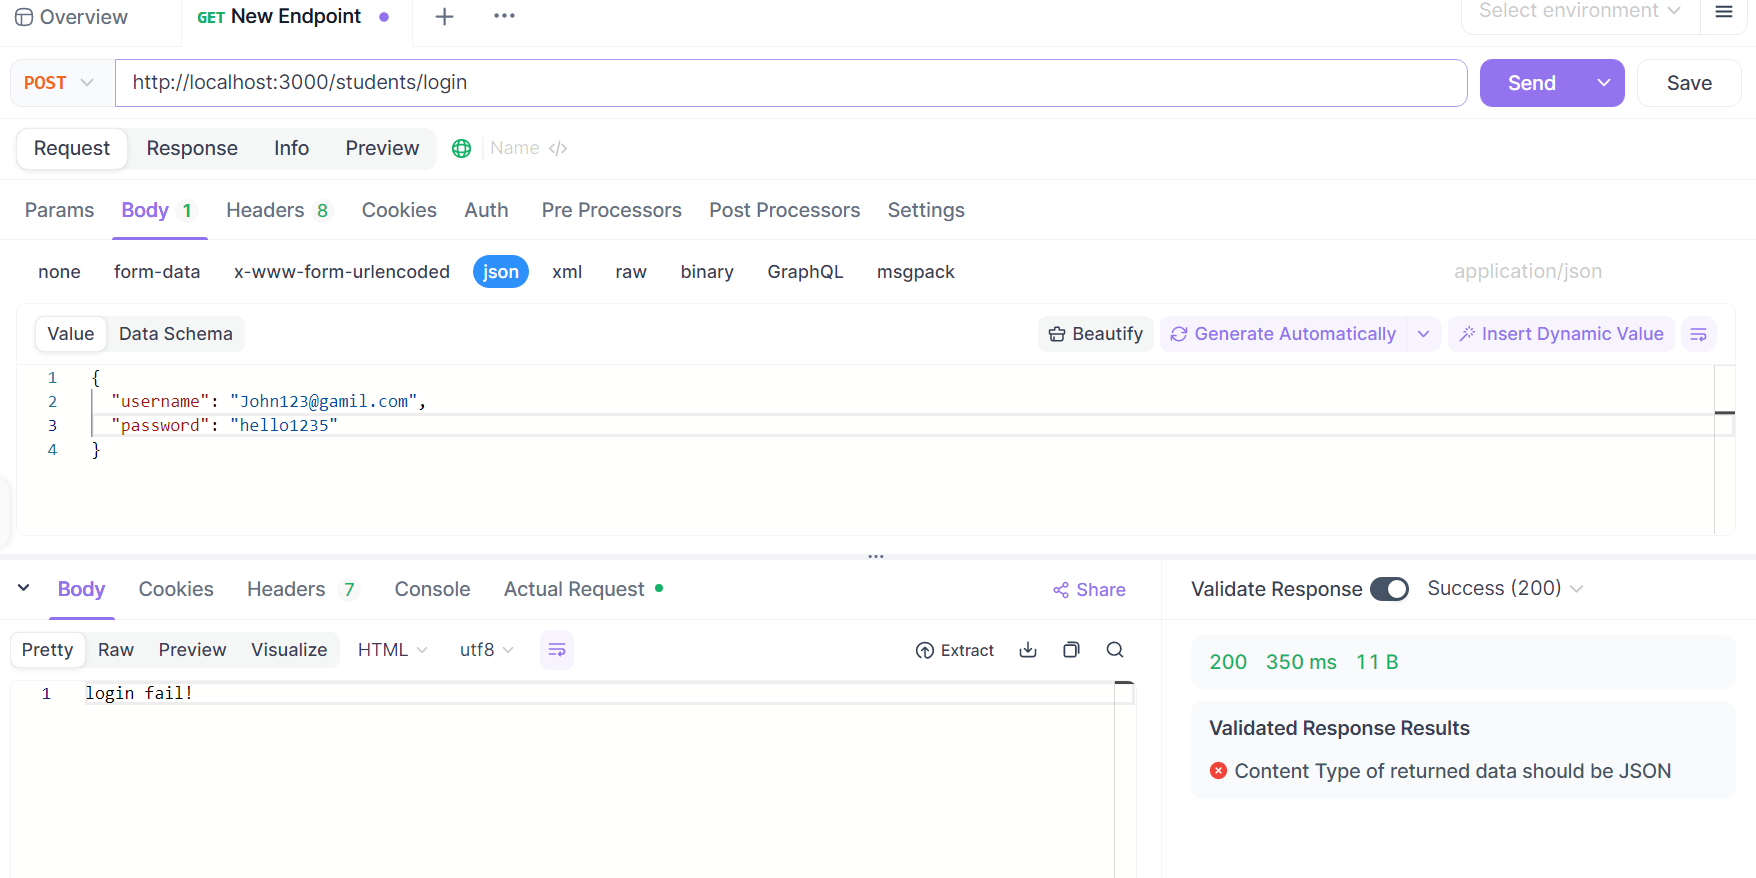 Overview GET New Endpoint Select environment
POST http://localhost:3000/students/login Send Save
Request Response Info Preview Name </>
Params Body 1 Headers 8 Cookies Auth Pre Processors Post Processors Settings
none form-data x-www-form-urlencoded json xml raw binary GraphQL msgpack application/json
Value Data Schema Beautify Generate Automatically Insert Dynamic Value
1 {
2 "username": "John123@gamil.com",
3 "password": "hello1235"
4 }
Body Cookies Headers 7 Console Actual Request Share Validate Response Success (200)
Pretty Raw Preview Visualize HTML utf8 Extract 200 350 ms 11 B
1 login fail!
Validated Response Results
Content Type of returned data should be JSON